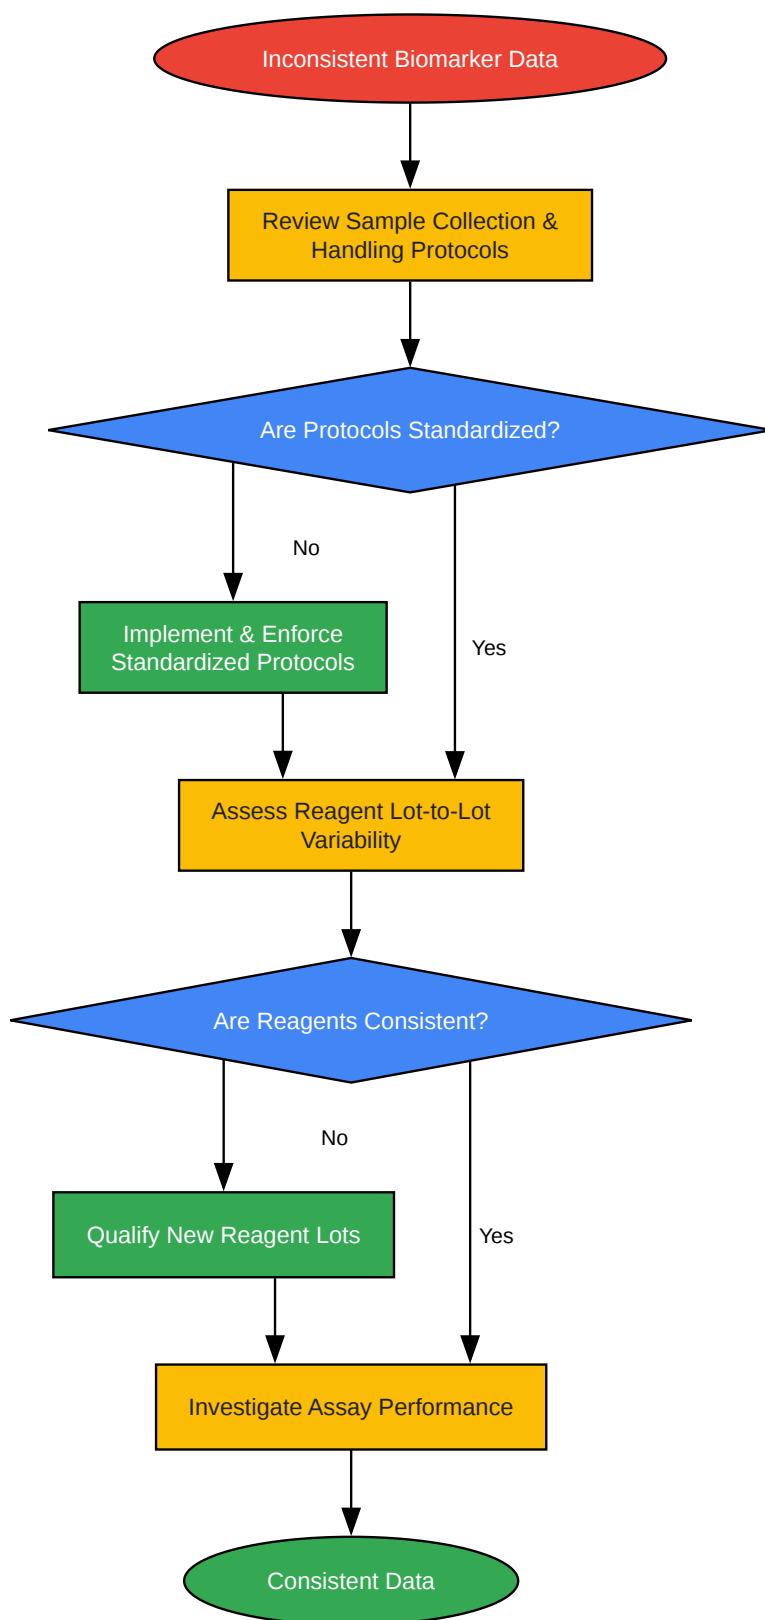 Inconsistent Biomarker Data
Review Sample Collection &
Handling Protocols
Are Protocols Standardized?
No
Implement & Enforce
Standardized Protocols
Yes
Assess Reagent Lot-to-Lot
Variability
Are Reagents Consistent?
No
Qualify New Reagent Lots
Yes
Investigate Assay Performance
Consistent Data